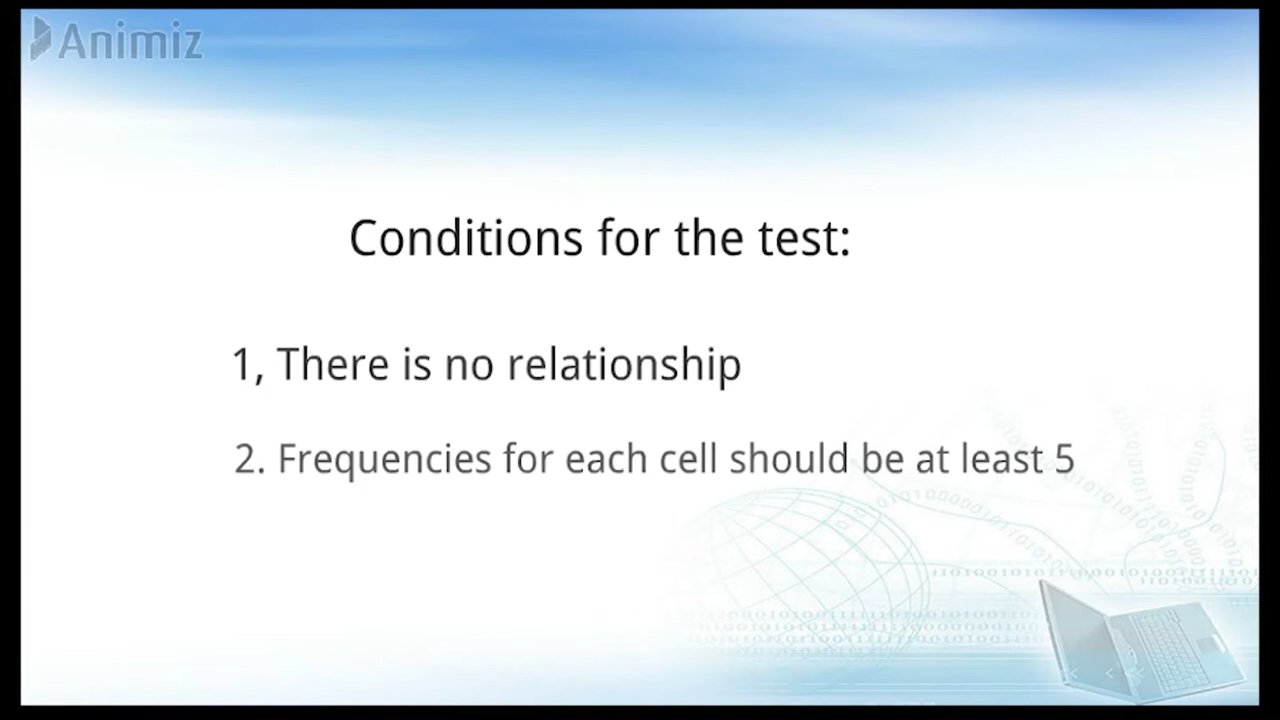 Animiz
Conditions for the test:
1, There is no relationship
2. Frequencies for each cell should be at least 5